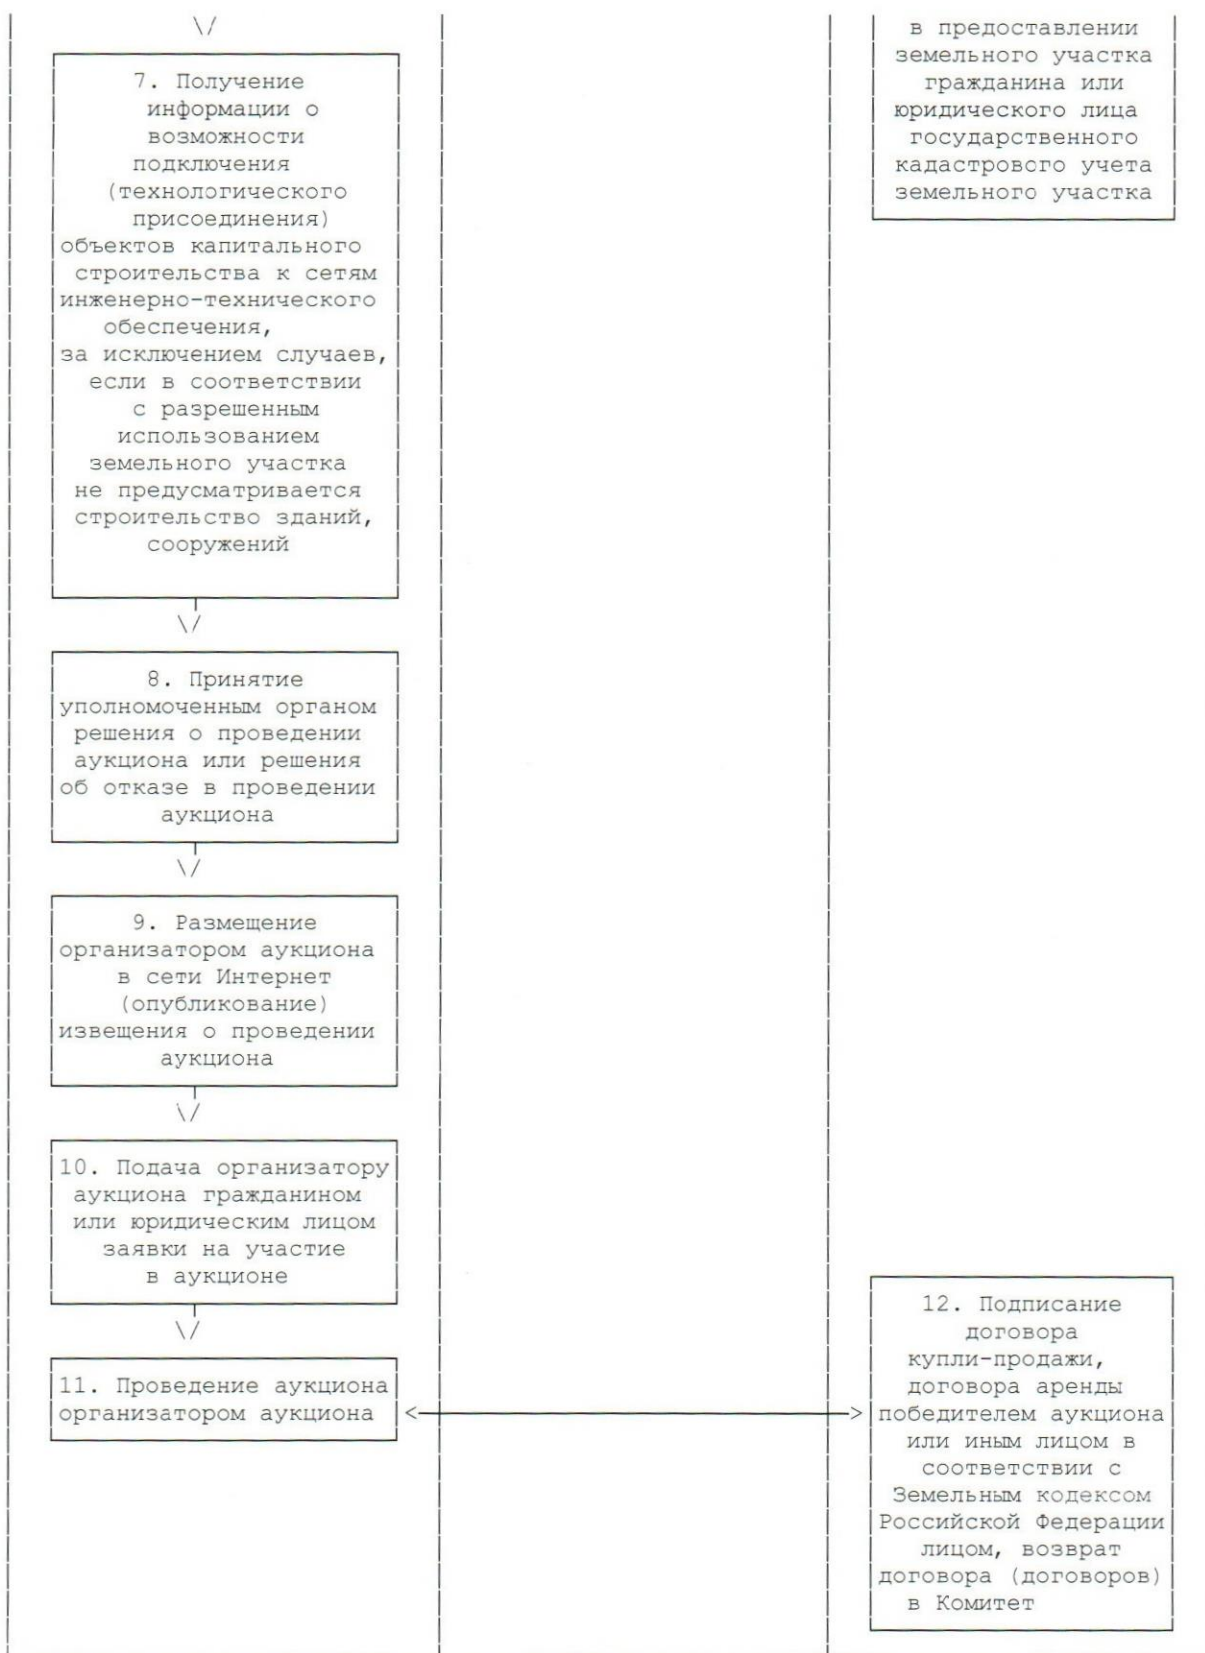 в предоставлении
земельного участка
гражданина или
юридического лица
государственного
кадастрового учета
земельного участка
7. Получение
информации о
возможности
подключения
(технологического
присоединения)
объектов капитального
строительства к сетям
инженерно-технического
обеспечения,
за исключением случаев,
если в соответствии
с разрешенным
использованием
земельного участка
не предусматривается
строительство зданий,
сооружений
8. Принятие
уполномоченным органом
решения о проведении
аукциона или решения
об отказе в проведении
аукциона
9. Размещение
организатором аукциона
в сети Интернет
(опубликование)
извещения о проведении
аукциона
10. Подача организатору
аукциона гражданином
или юридическим лицом
заявки на участие
в аукционе
11. Проведение аукциона
организатором аукциона
12. Подписание
договора
купли-продажи,
договора аренды
победителем аукциона
или иным лицом в
соответствии с
Земельным кодексом
Российской Федерации
лицом, возврат
договора (договоров)
в Комитет